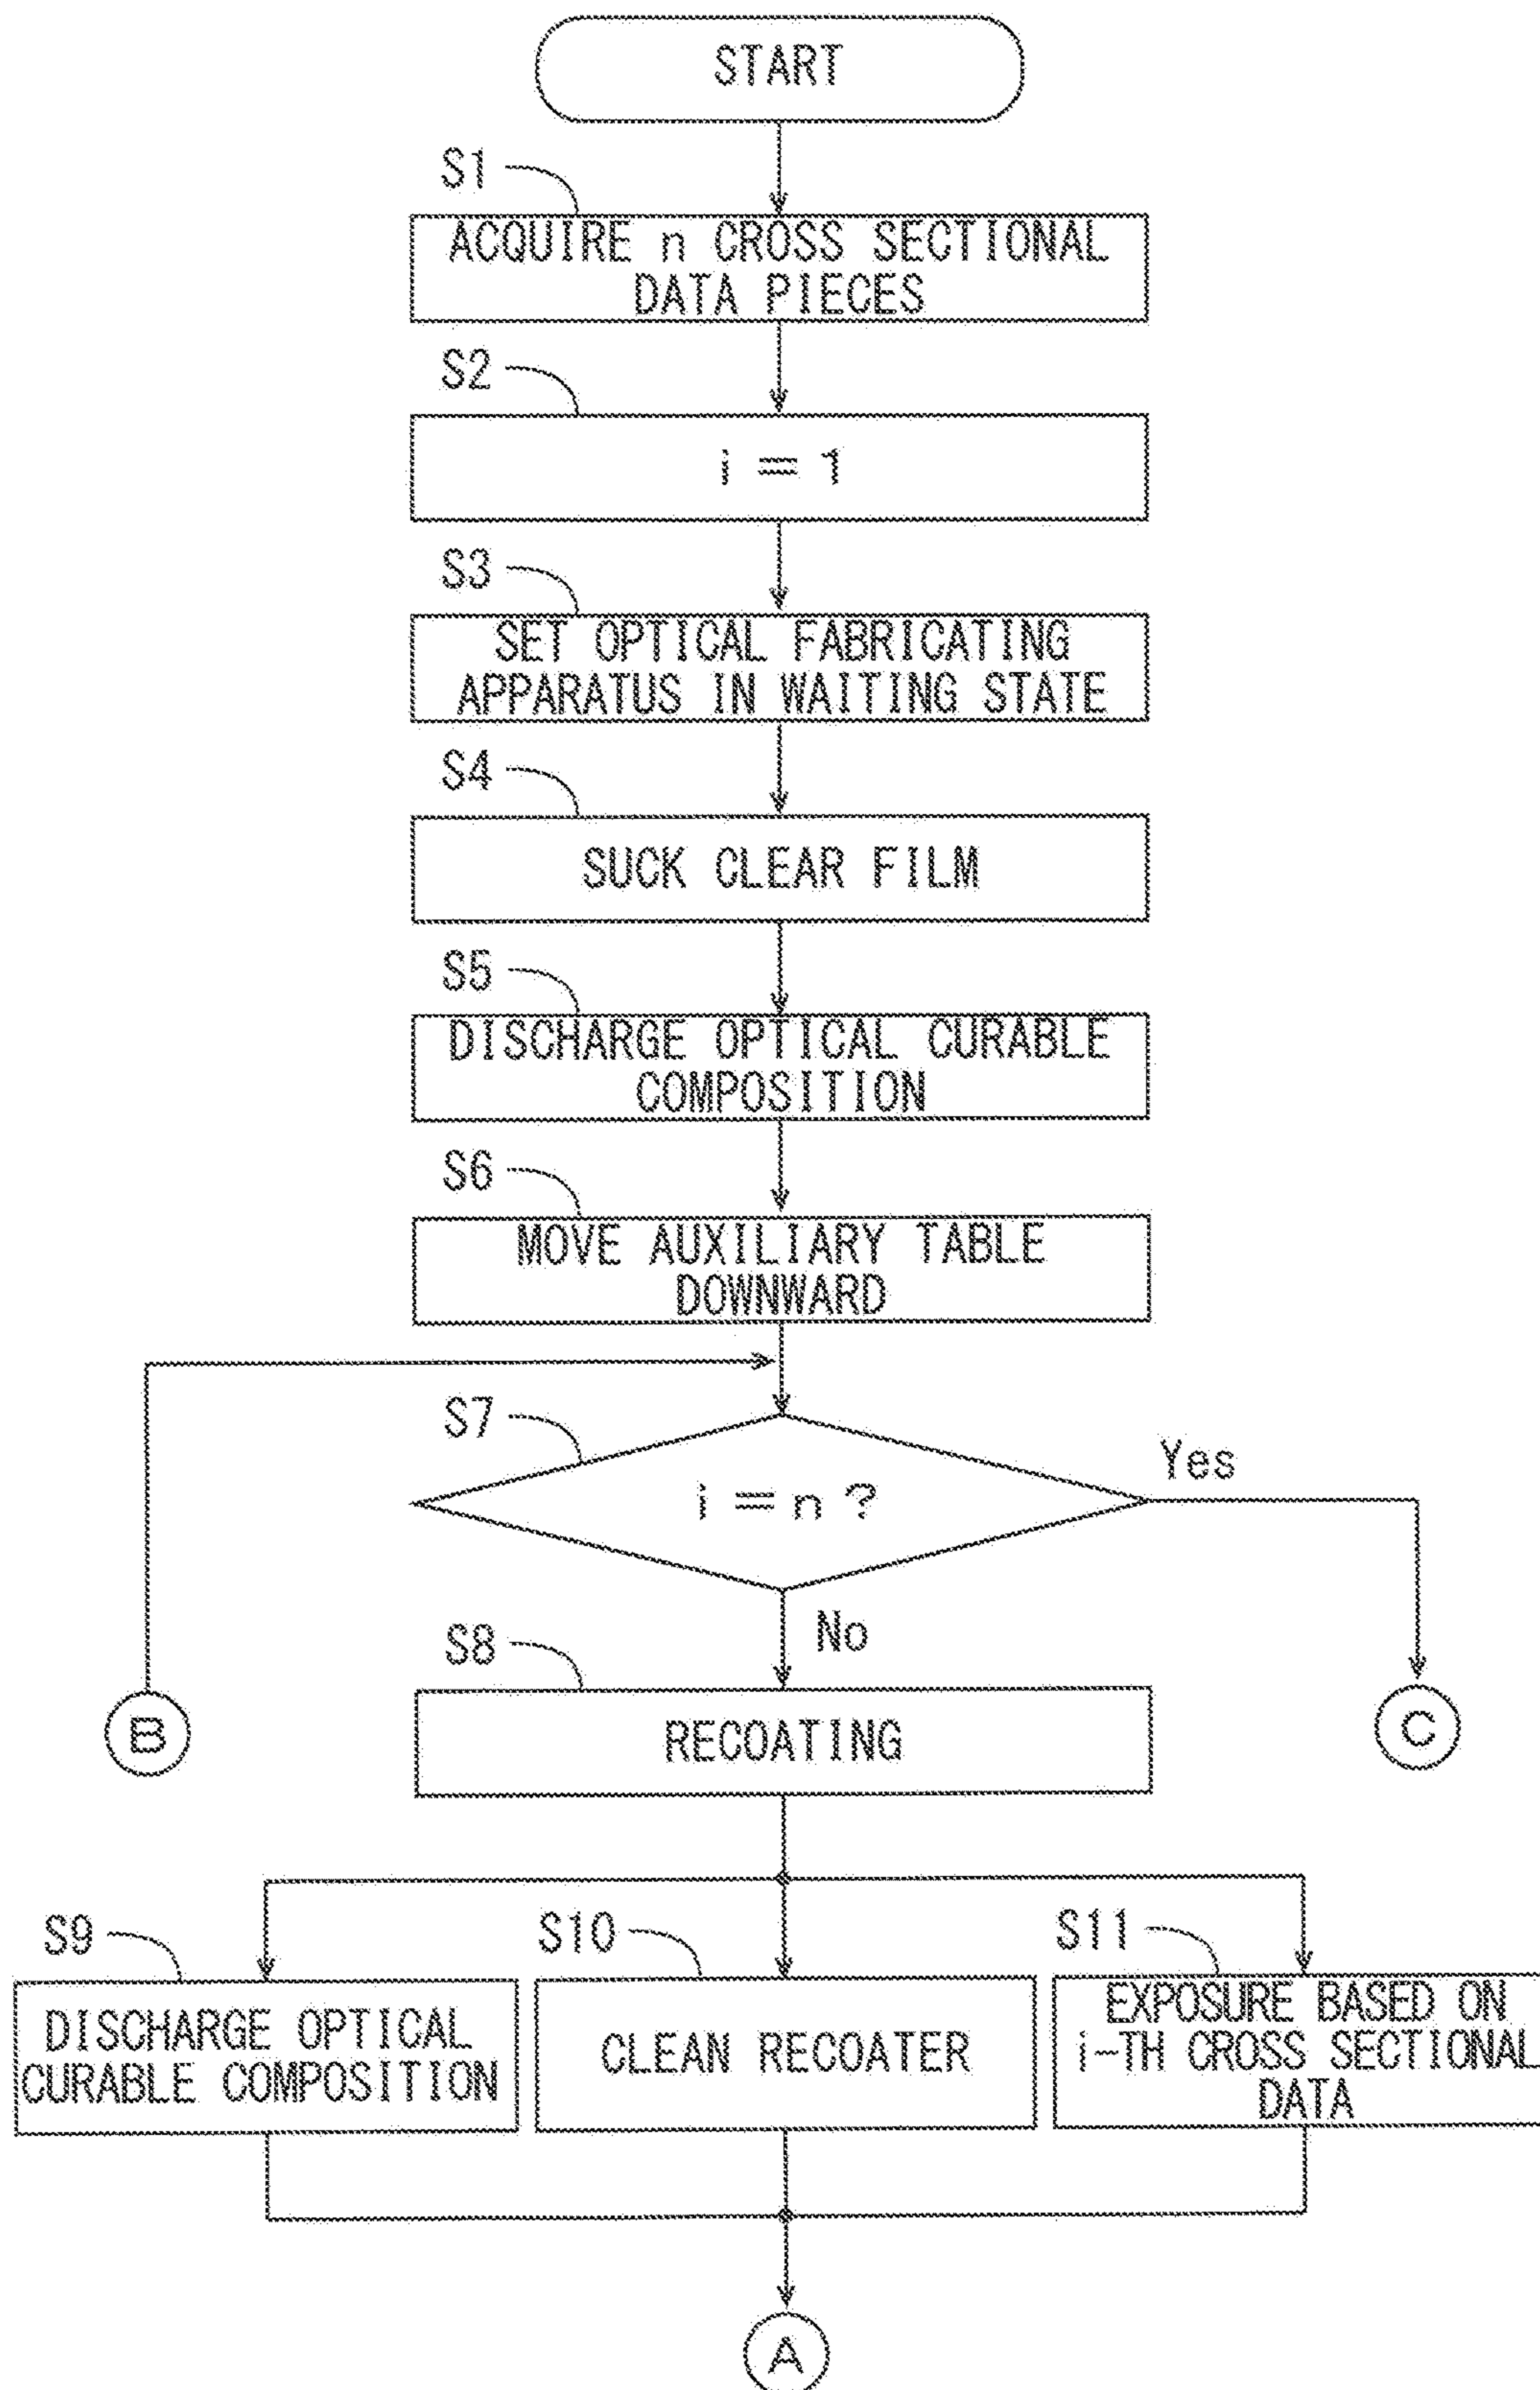 START
S1
ACQUIRE n CROSS SECTIONAL
DATA PIECES
S2
i = 1
S3
SET OPTICAL FABRICATING
APPARATUS IN WAITING STATE
S4
SUCK CLEAR FILM
S5
DISCHARGE OPTICAL CURABLE
COMPOSITION
S6
MOVE AUXILIARY TABLE
DOWNWARD
S7
i = n ?
Yes
No
S8
RECOATING
B
C
S9
DISCHARGE OPTICAL
CURABLE COMPOSITION
S10
CLEAN RECOATER
S11
EXPOSURE BASED ON
i-TH CROSS SECTIONAL
DATA
A